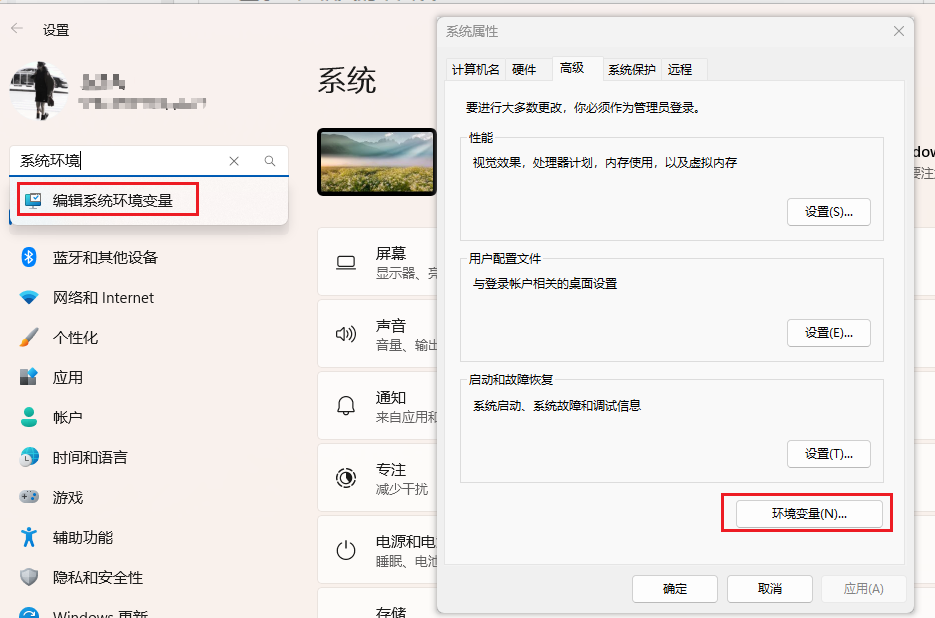 设置
系统环境
编辑系统环境变量
蓝牙和其他设备
网络和 Internet
个性化
应用
帐户
时间和语言
游戏
辅助功能
隐私和安全性
Windows 更新
系统
屏幕
显示器、亮
声音
音量、输出
通知
来自应用和
专注
减少干扰
电源和电
睡眠、电池
存储
系统属性
计算机名
硬件
高级
系统保护
远程
要进行大多数更改，你必须作为管理员登录。
性能
视觉效果，处理器计划，内存使用，以及虚拟内存
设置(S)...
用户配置文件
与登录帐户相关的桌面设置
设置(E)...
启动和故障恢复
系统启动、系统故障和调试信息
设置(T)...
环境变量(N)...
确定
取消
应用(A)
要注